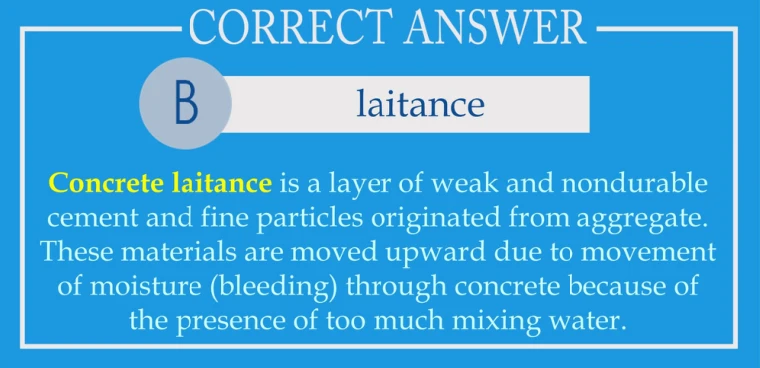 CORRECT ANSWER
B laitance
Concrete laitance is a layer of weak and nondurable
cement and fine particles originated from aggregate.
These materials are moved upward due to movement
of moisture (bleeding) through concrete because of
the presence of too much mixing water.